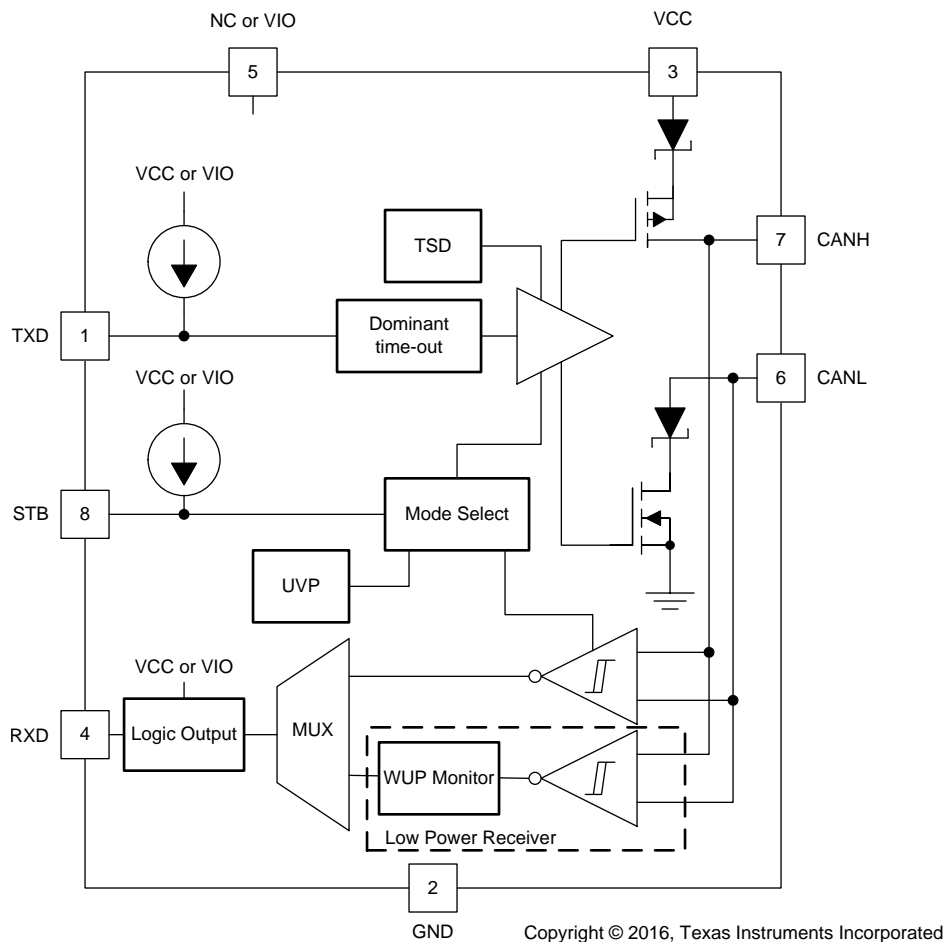 NC or VIO
VCC
5
3
VCC or VIO
TSD
7
CANH
TXD
1
Dominant
time-out
VCC or VIO
6
CANL
STB
8
Mode Select
UVP
VCC or VIO
RXD
4
Logic Output
MUX
WUP Monitor
Low Power Receiver
2
GND
Copyright © 2016, Texas Instruments Incorporated